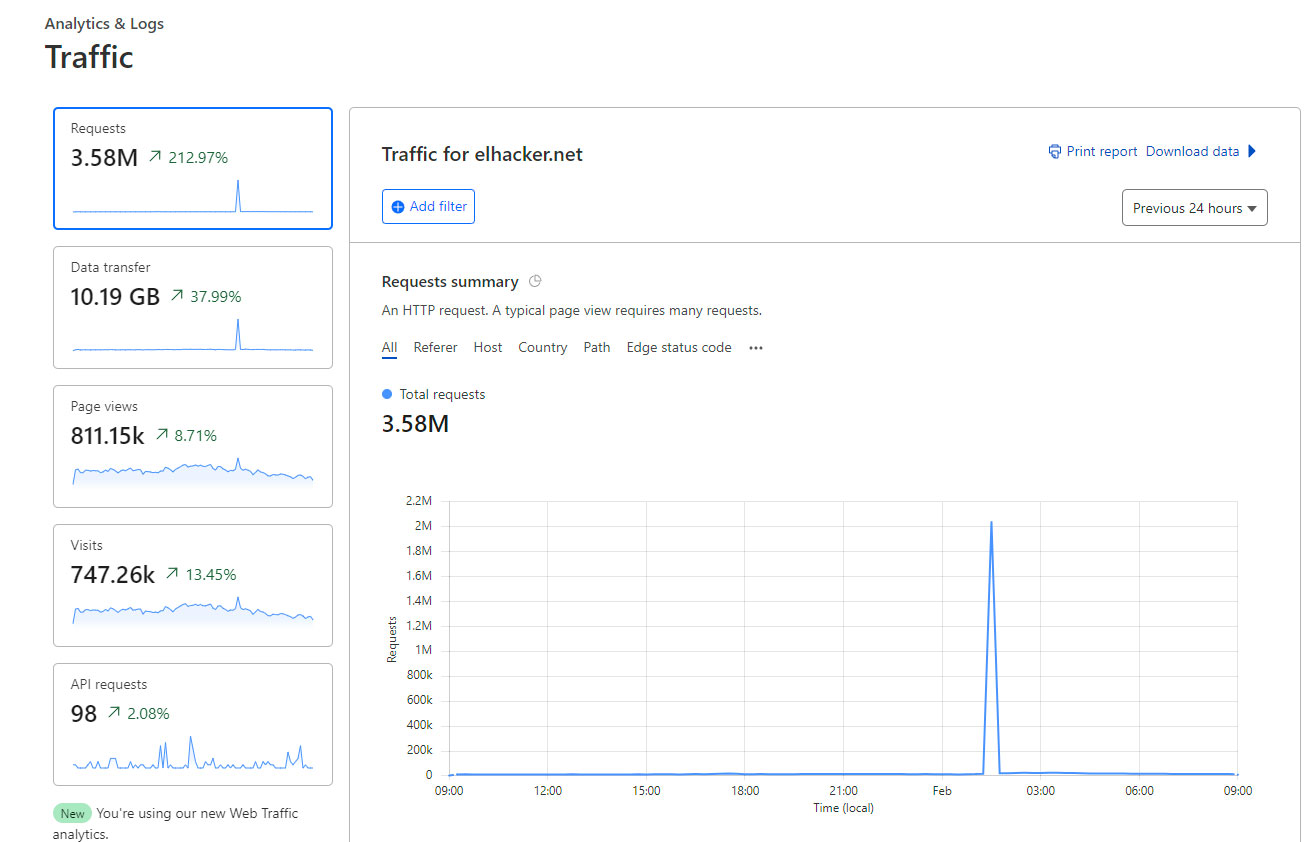 Analytics & Logs
Traffic
Requests
3.58M 212.97%
Data transfer
10.19 GB 37.99%
Page views
811.15k 8.71%
Visits
747.26k 13.45%
API requests
98 2.08%
New You're using our new Web Traffic
analytics.
Traffic for elhacker.net
Print report Download data
Add filter
Previous 24 hours
Requests summary
An HTTP request. A typical page view requires many requests.
All Referer Host Country Path Edge status code
Total requests
3.58M
2.2M
2M
1.8M
1.6M
1.4M
1.2M
1M
800k
600k
400k
200k
0
Requests
09:00 12:00 15:00 18:00 21:00 Feb 03:00 06:00 09:00
Time (local)